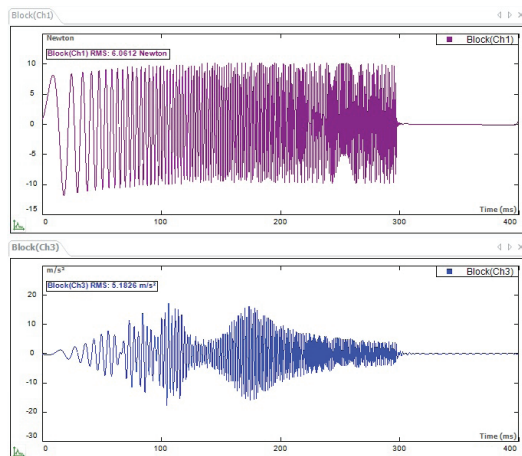 Block(Ch1)
Newton
Block(Ch1) RMS: 6.0612 Newton
Block(Ch1)
10
5
0
-5
-10
-15
0 100 200 300 400
Time (ms)
Block(Ch3)
m/s²
Block(Ch3) RMS: 5.1826 m/s²
Block(Ch3)
20
10
0
-10
-20
-30
0 100 200 300 400
Time (ms)